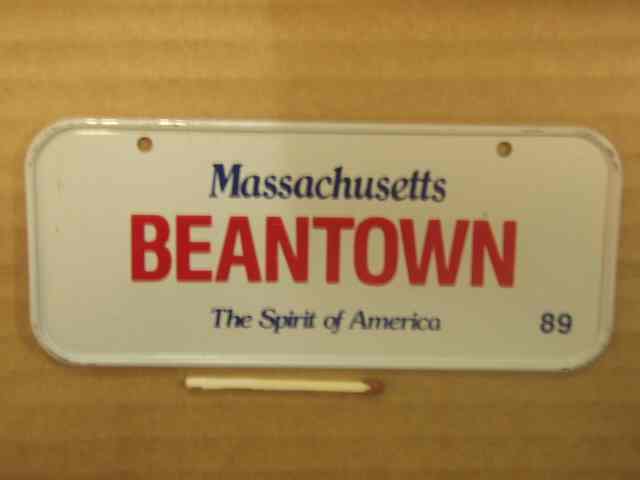 Massachusetts
BEANTOWN
The Spirit of America
89